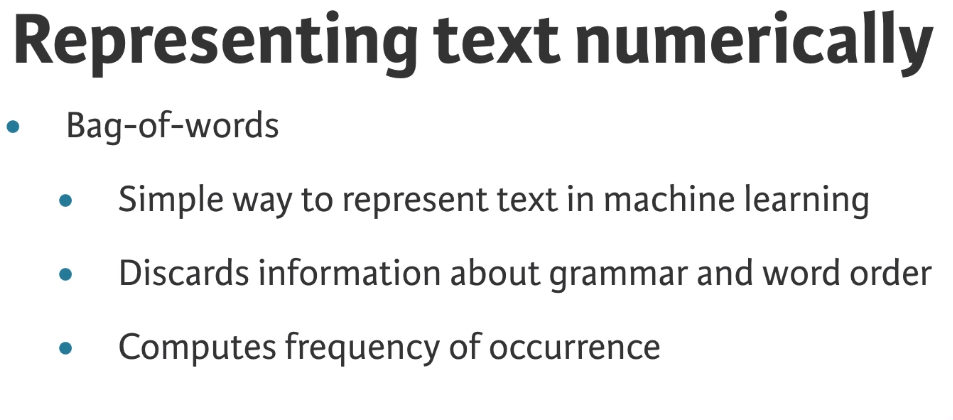 Representing text numerically
• Bag-of-words
• Simple way to represent text in machine learning
• Discards information about grammar and word order
• Computes frequency of occurrence